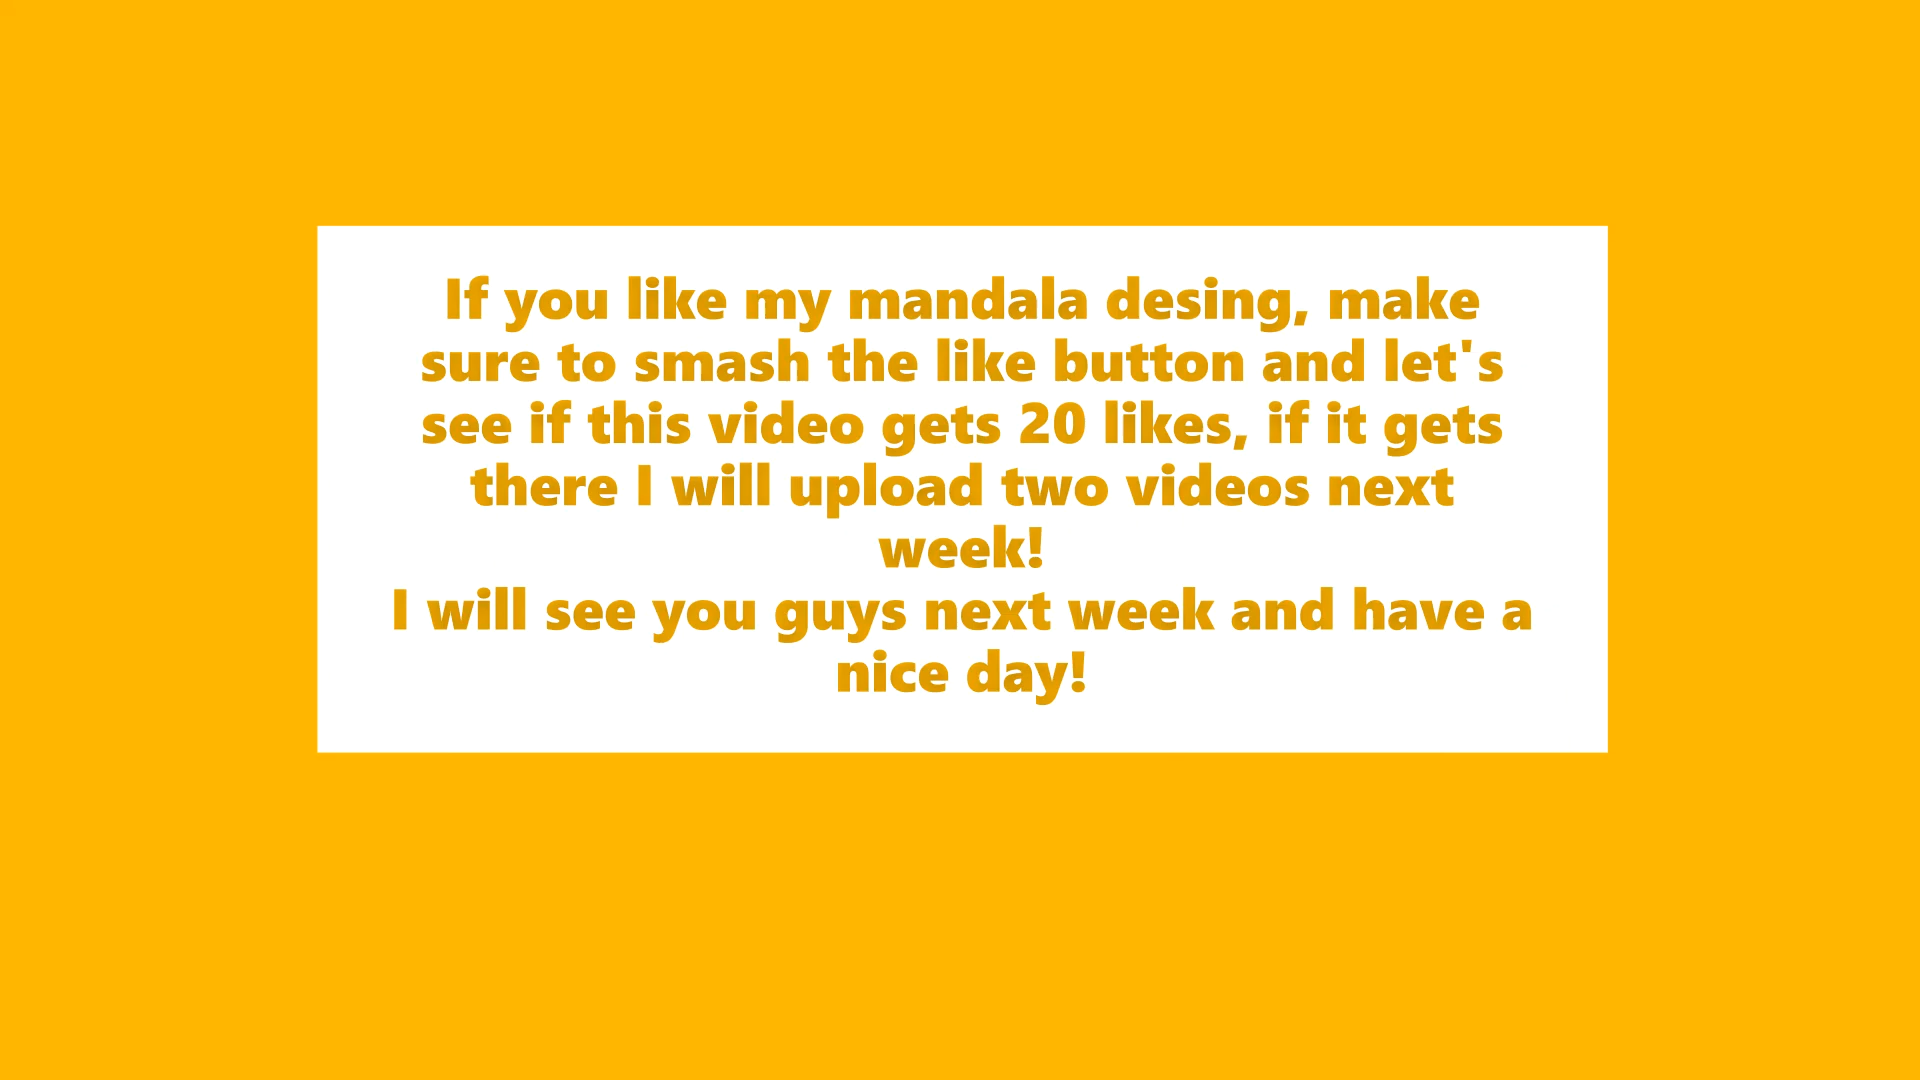 If you like my mandala desing, make
sure to smash the like button and let's
see if this video gets 20 likes, if it gets
there I will upload two videos next
week!
I will see you guys next week and have a
nice day!